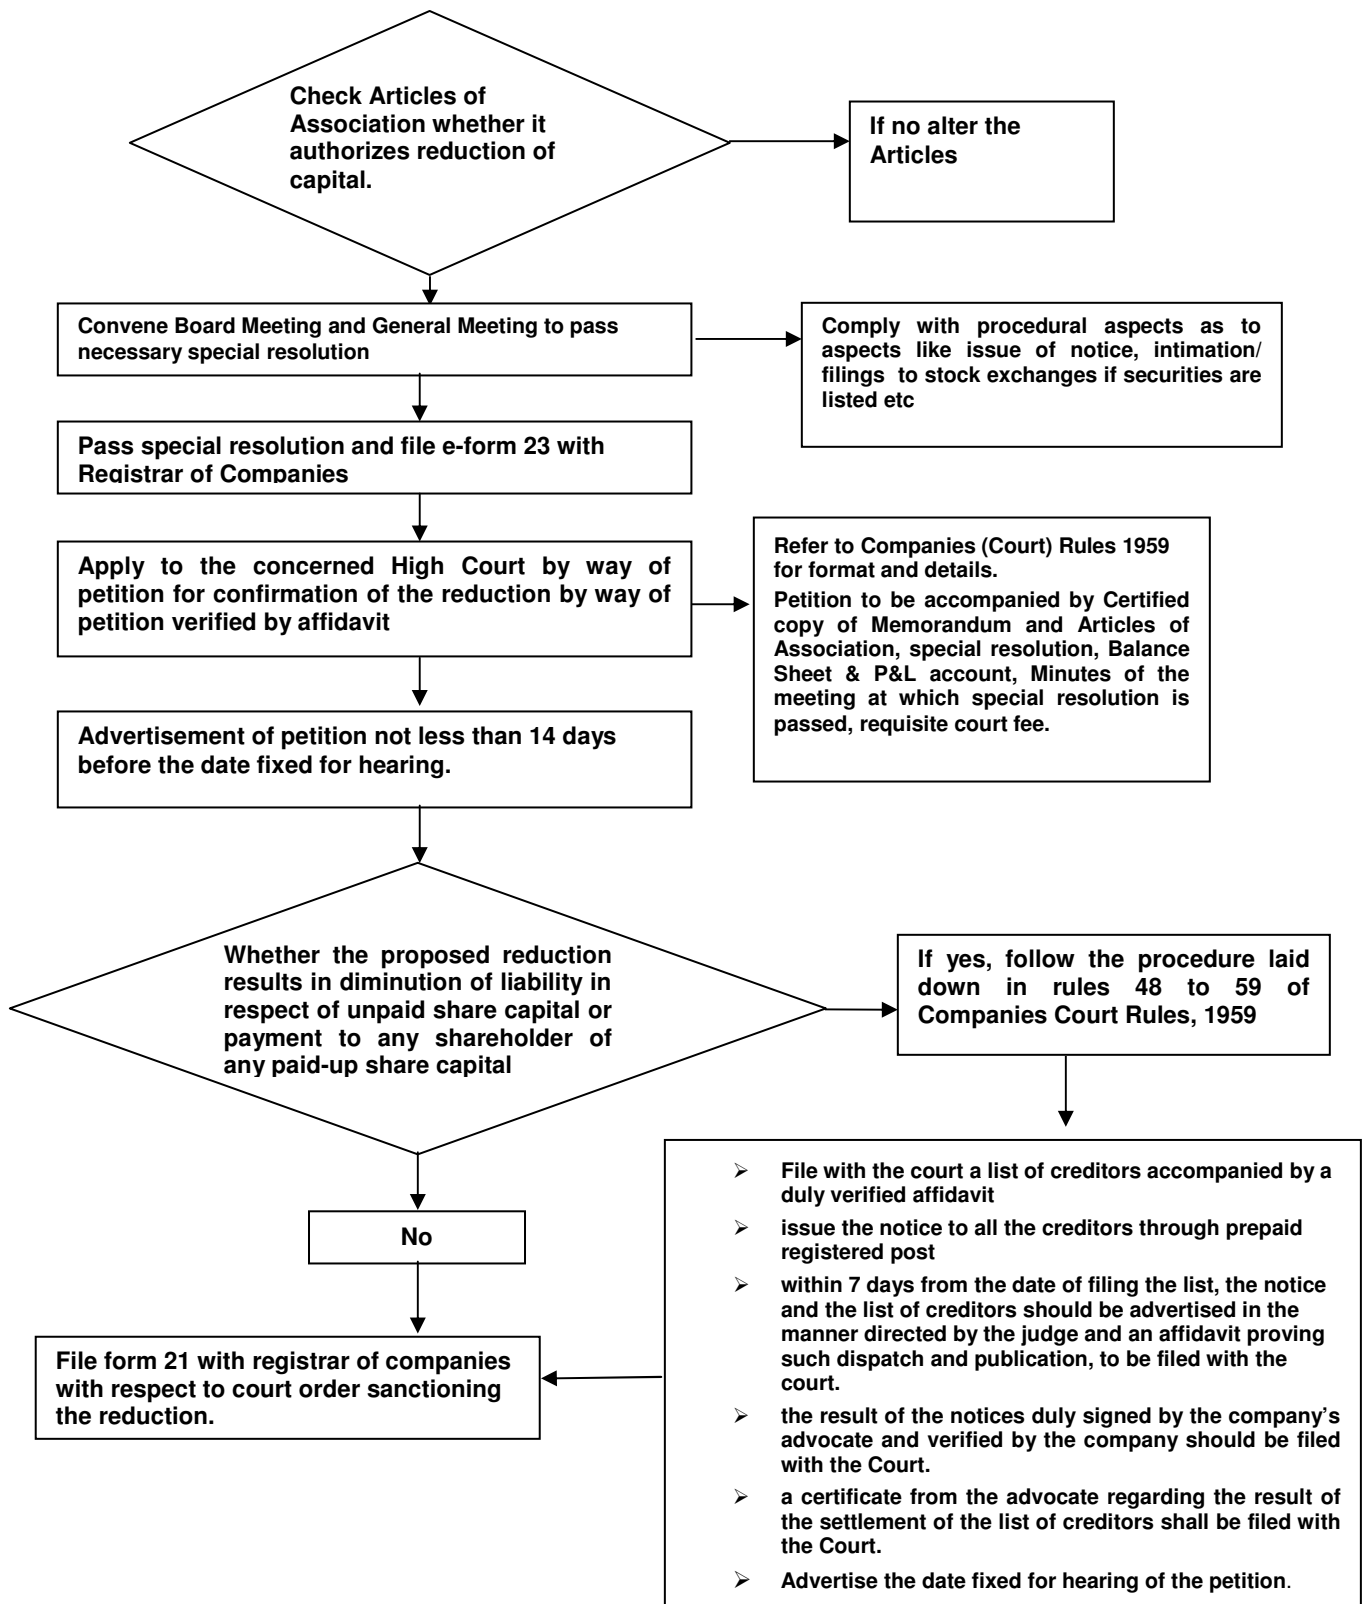 Check Articles of
Association whether it
authorizes reduction of
capital.
If no alter the
Articles
Convene Board Meeting and General Meeting to pass
necessary special resolution
Comply with procedural aspects as to
aspects like issue of notice, intimation/
filings to stock exchanges if securities are
listed etc
Pass special resolution and file e-form 23 with
Registrar of Companies
Apply to the concerned High Court by way of
petition for confirmation of the reduction by way of
petition verified by affidavit
Refer to Companies (Court) Rules 1959
for format and details.
Petition to be accompanied by Certified
copy of Memorandum and Articles of
Association, special resolution, Balance
Sheet & P&L account, Minutes of the
meeting at which special resolution is
passed, requisite court fee.
Advertisement of petition not less than 14 days
before the date fixed for hearing.
Whether the proposed reduction
results in diminution of liability in
respect of unpaid share capital or
payment to any shareholder of
any paid-up share capital
If yes, follow the procedure laid
down in rules 48 to 59 of
Companies Court Rules, 1959
No
File form 21 with registrar of companies
with respect to court order sanctioning
the reduction.
➢ File with the court a list of creditors accompanied by a
duly verified affidavit
➢ issue the notice to all the creditors through prepaid
registered post
➢ within 7 days from the date of filing the list, the notice
and the list of creditors should be advertised in the
manner directed by the judge and an affidavit proving
such dispatch and publication, to be filed with the
court.
➢ the result of the notices duly signed by the company's
advocate and verified by the company should be filed
with the Court.
➢ a certificate from the advocate regarding the result of
the settlement of the list of creditors shall be filed with
the Court.
➢ Advertise the date fixed for hearing of the petition.